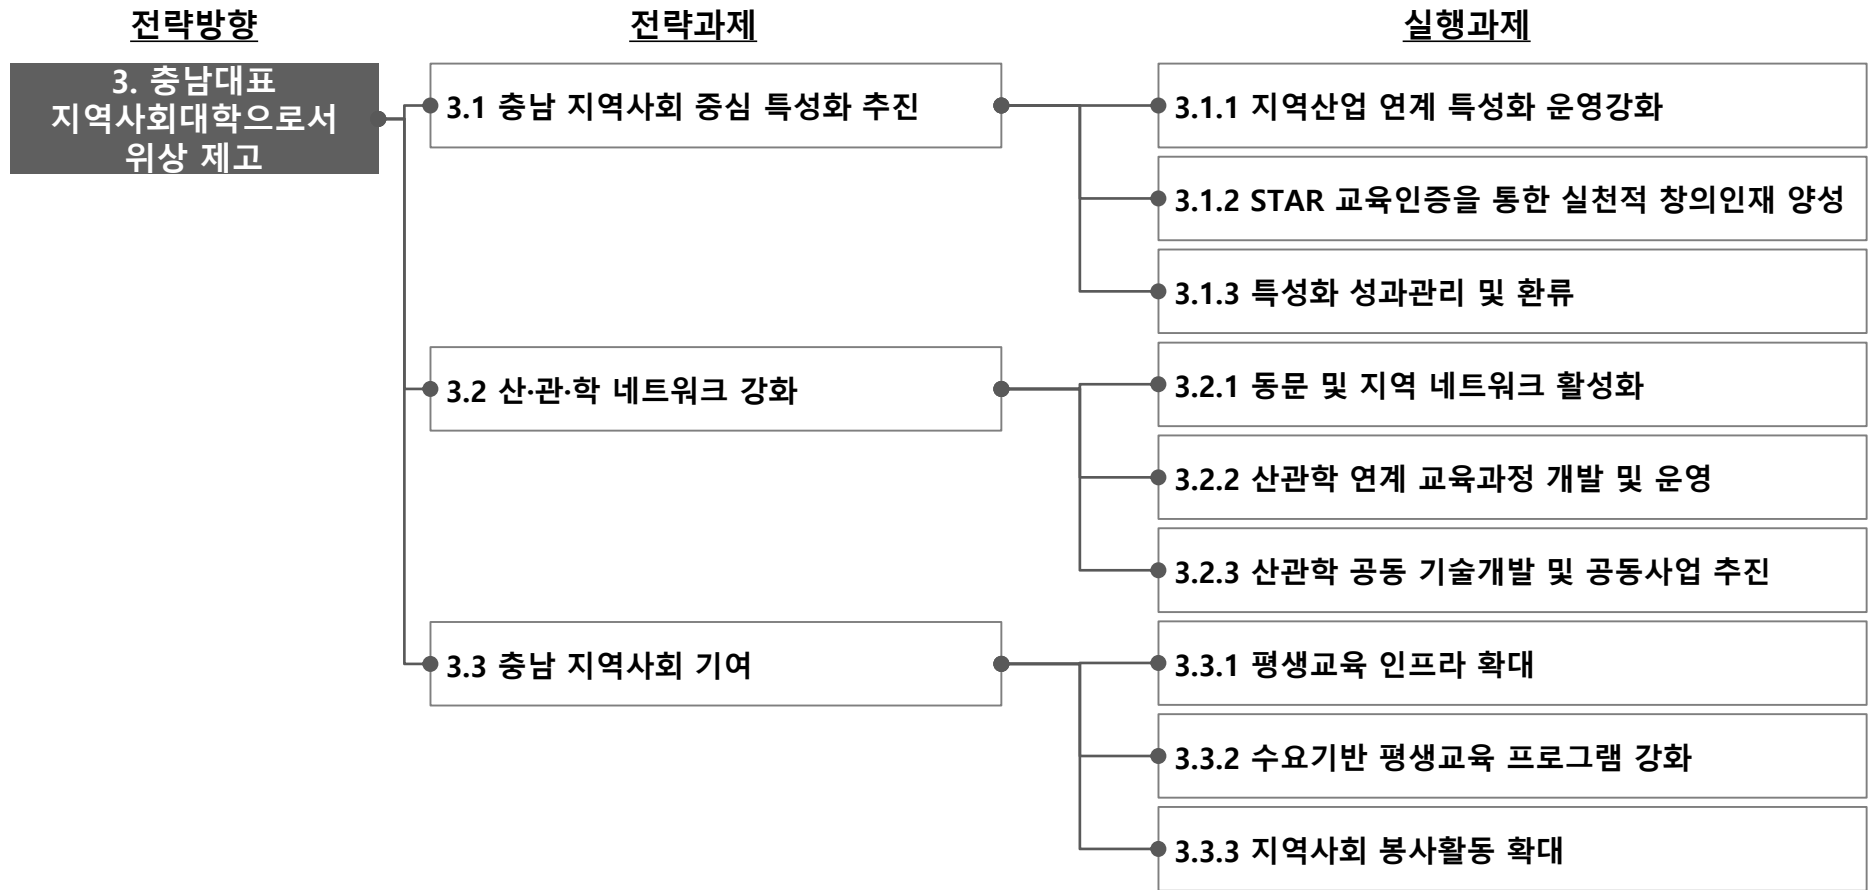 전략방향
전략과제
실행과제
3. 충남대표
지역사회대학으로서
위상 제고
3.1 충남 지역사회 중심 특성화 추진
3.1.1 지역산업 연계 특성화 운영강화
3.1.2 STAR 교육인증을 통한 실천적 창의인재 양성
3.1.3 특성화 성과관리 및 환류
3.2 산·관·학 네트워크 강화
3.2.1 동문 및 지역 네트워크 활성화
3.2.2 산관학 연계 교육과정 개발 및 운영
3.2.3 산관학 공동 기술개발 및 공동사업 추진
3.3 충남 지역사회 기여
3.3.1 평생교육 인프라 확대
3.3.2 수요기반 평생교육 프로그램 강화
3.3.3 지역사회 봉사활동 확대